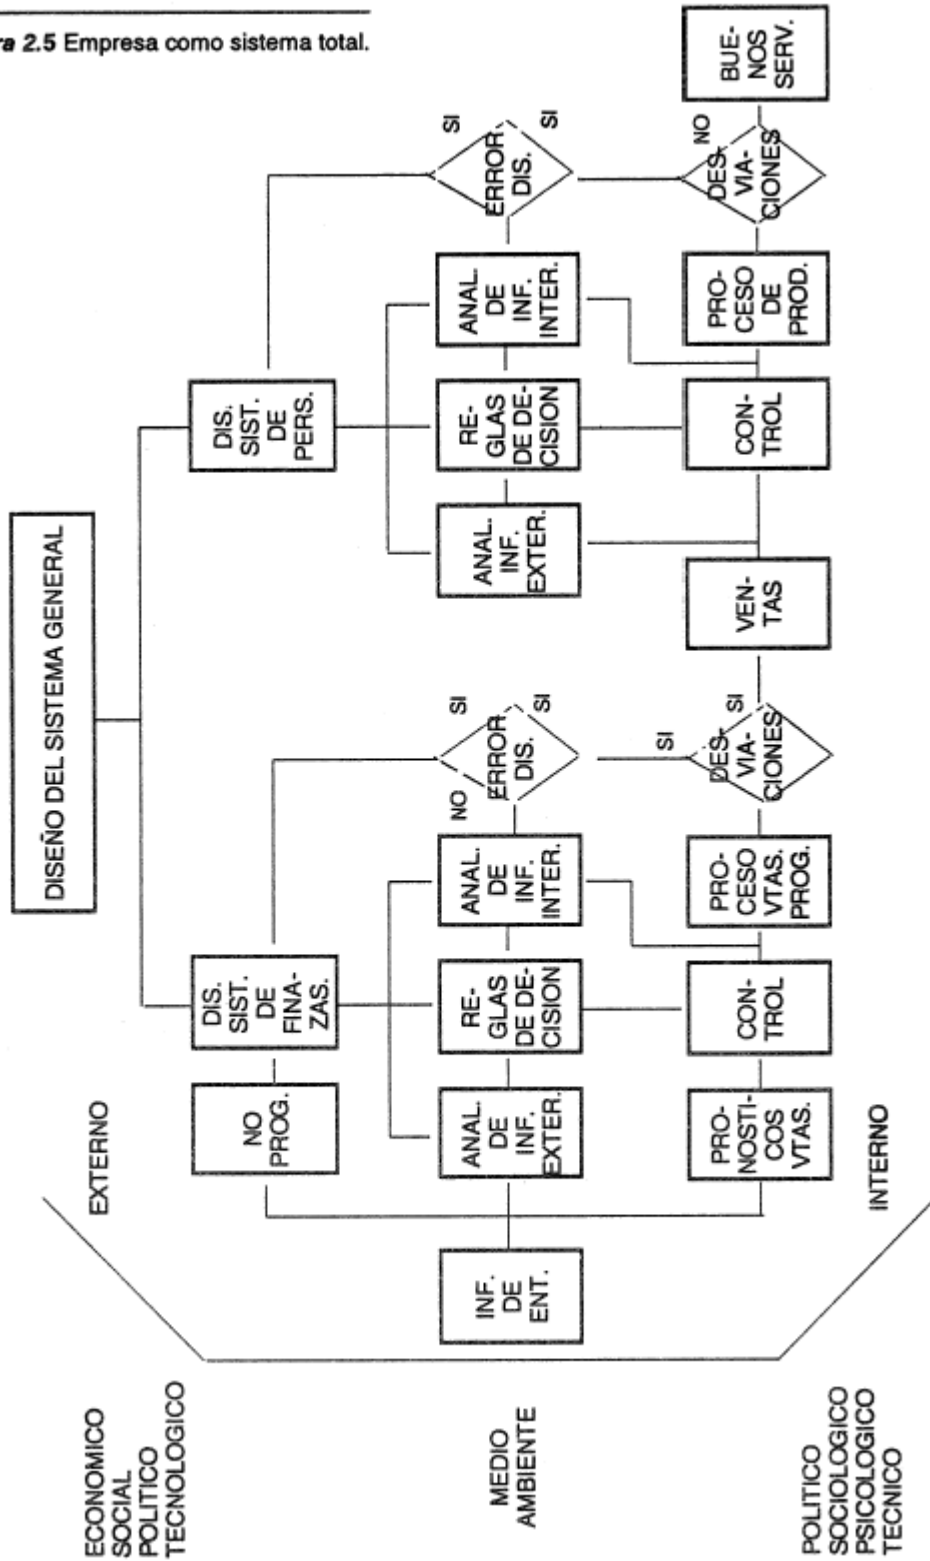 ra 2.5 Empresa como sistema total.
DISEÑO DEL SISTEMA GENERAL
EXTERNO
ECONOMICO
SOCIAL
POLITICO
TECNOLOGICO
NO
PROG.
DIS.
SIST.
DE
FINA-
ZAS.
DIS.
SIST.
DE
PERS.
MEDIO
AMBIENTE
INF.
DE
ENT.
ANAL.
DE
INF.
EXTER.
RE-
GLAS
DE DE-
CISION
ANAL.
DE
INF.
INTER.
NO
ERROR
DIS.
SI
SI
ANAL.
INF.
EXTER.
RE-
GLAS
DE DE-
CISION
ANAL.
DE
INF.
INTER.
ERROR
DIS.
SI
SI
POLITICO
SOCIOLOGICO
PSICOLOGICO
TECNICO
INTERNO
PRO-
NOSTI-
COS
VTAS.
CON-
TROL
PRO-
CESO
VTAS.
PROG.
SI
DES-
VIA-
CIONES
SI
VEN-
TAS
CON-
TROL
PRO-
CESO
DE
PROD.
DES-
VIA-
CIONES
NO
BUE-
NOS
SERV.